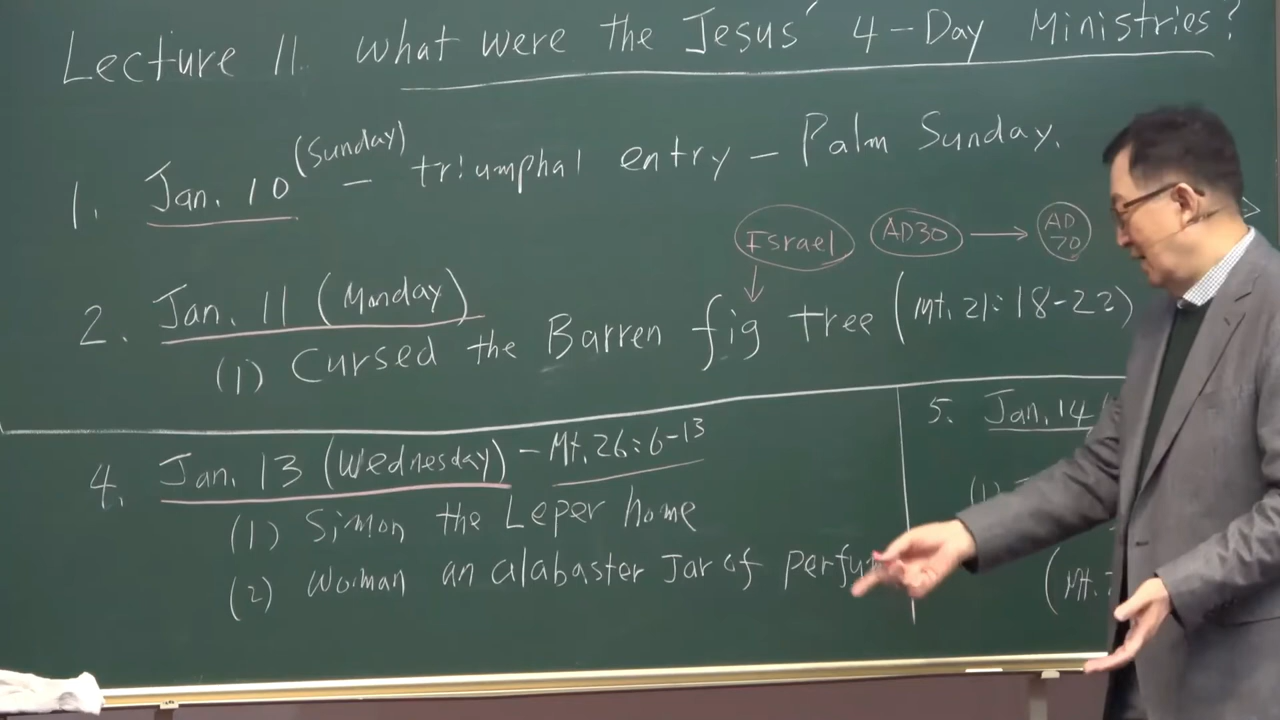 Lecture 11. What were the Jesus' 4-Day Ministries?
1. Jan. 10 (Sunday) – triumphal entry – Palm Sunday.
Israel AD30 → AD 70
2. Jan. 11 (Monday)
(1) Cursed the Barren fig tree (Mt. 21:18-22)
4. Jan. 13 (Wednesday) – Mt. 26:6-13
(1) Simon the Leper home
(2) Woman an alabaster Jar of
5. Jan. 14
(1)
(Mt.